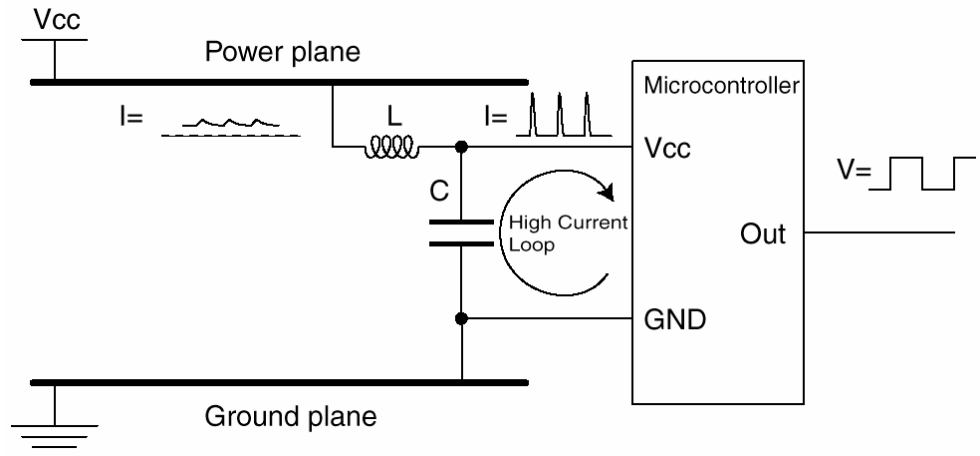 Vcc
Power plane
Microcontroller
I=
L
I=
Vcc
V=
C
High Current
Loop
Out
GND
Ground plane